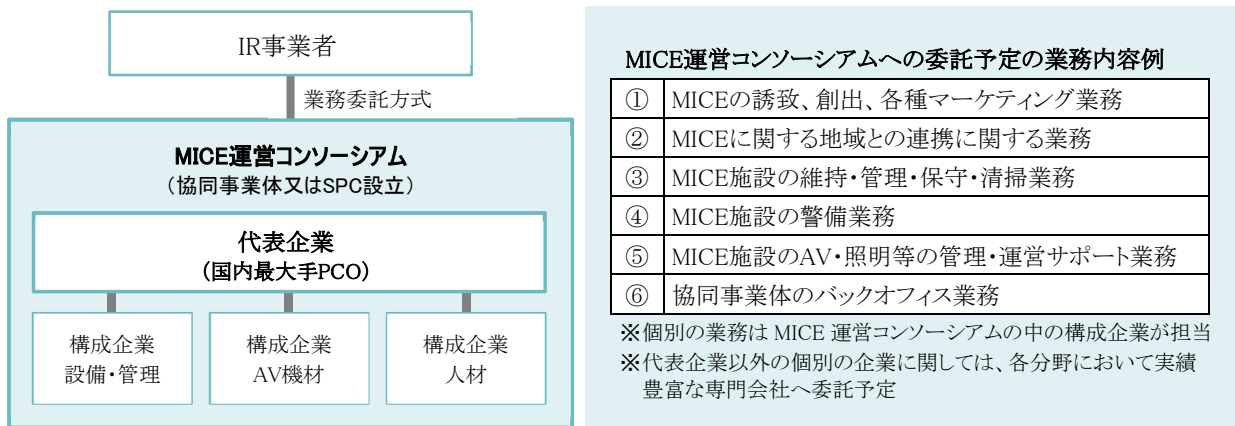 IR事業者
業務委託方式
MICE運営コンソーシアム
（協同事業体又はSPC設立）
代表企業
（国内最大手PCO）
構成企業
設備・管理
構成企業
AV機材
構成企業
人材
MICE運営コンソーシアムへの委託予定の業務内容例
① MICEの誘致、創出、各種マーケティング業務
② MICEに関する地域との連携に関する業務
③ MICE施設の維持・管理・保守・清掃業務
④ MICE施設の警備業務
⑤ MICE施設のAV・照明等の管理・運営サポート業務
⑥ 協同事業体のバックオフィス業務
※個別の業務は MICE 運営コンソーシアムの中の構成企業が担当
※代表企業以外の個別の企業に関しては、各分野において実績
豊富な専門会社へ委託予定